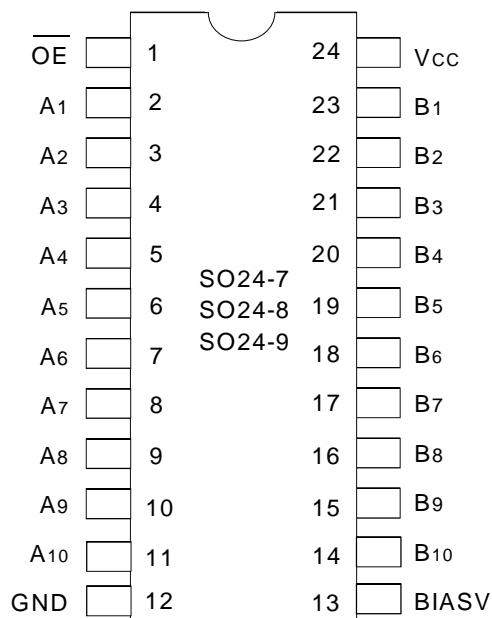 OE 1 24 Vcc
A1 2 23 B1
A2 3 22 B2
A3 4 21 B3
A4 5 20 B4
SO24-7
A5 6 SO24-8 19 B5
SO24-9
A6 7 18 B6
A7 8 17 B7
A8 9 16 B8
A9 10 15 B9
A10 11 14 B10
GND 12 13 BIASV